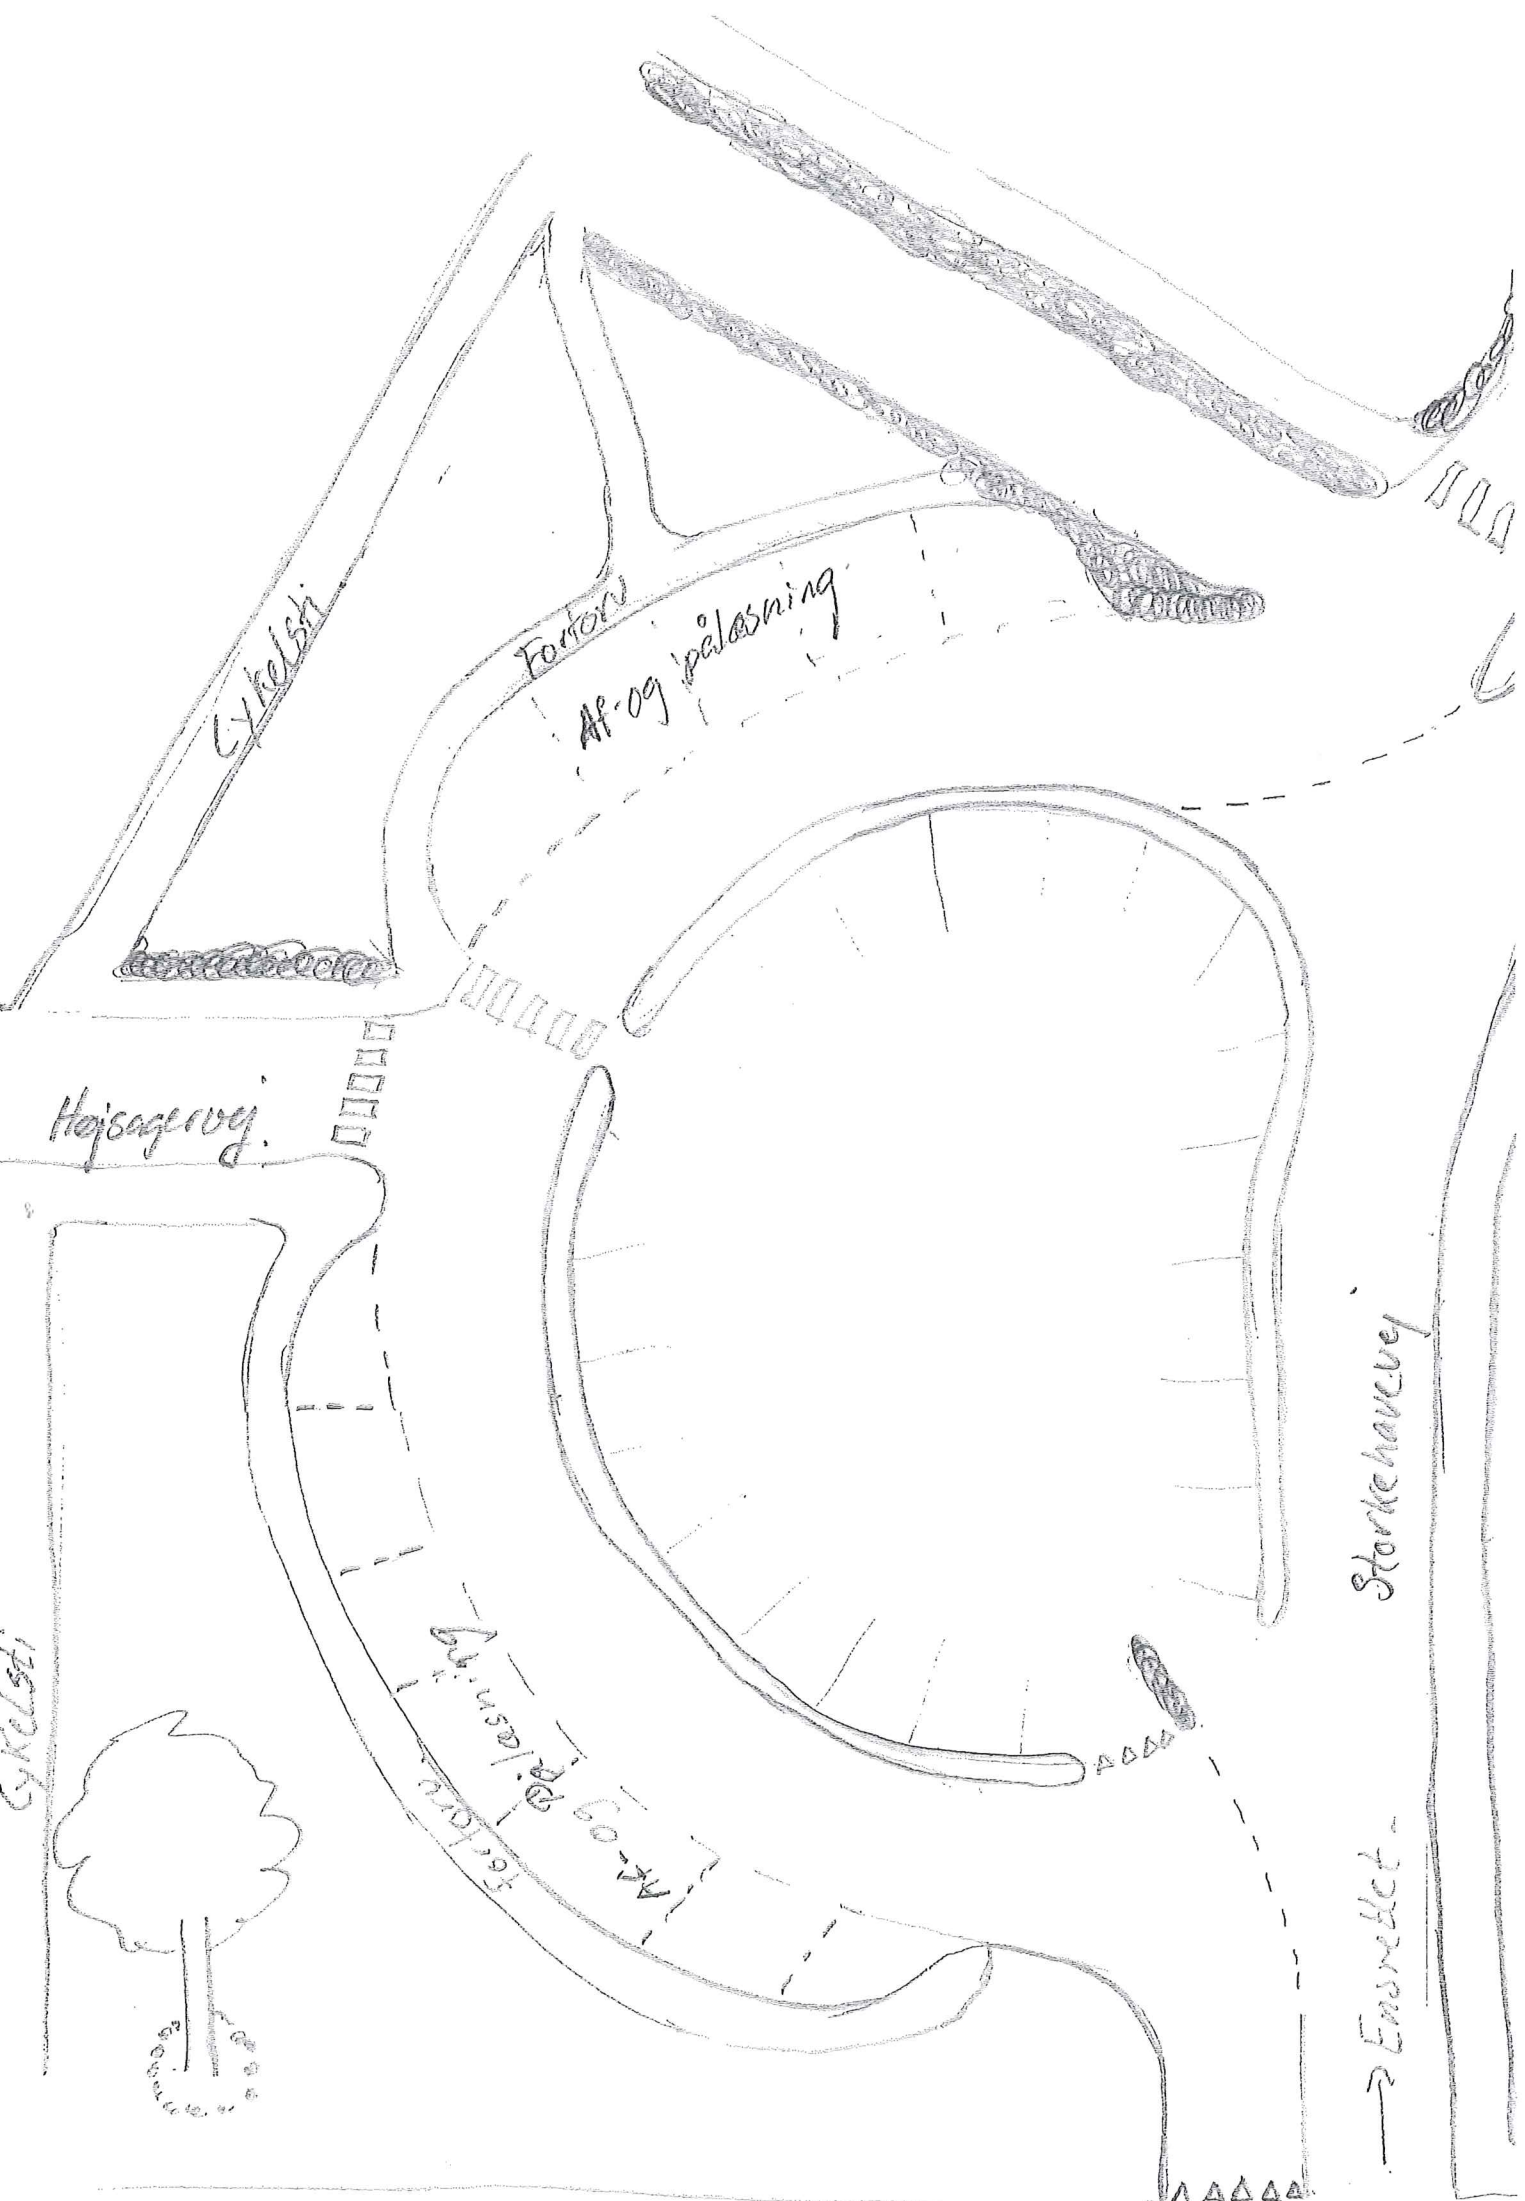 Cykelsti
Fortov
Af-og pålæsning
Højsagervej.
Storkehavevej
Cykelsti
Af-og pålæsning
Fortov
→ Ensrettet-